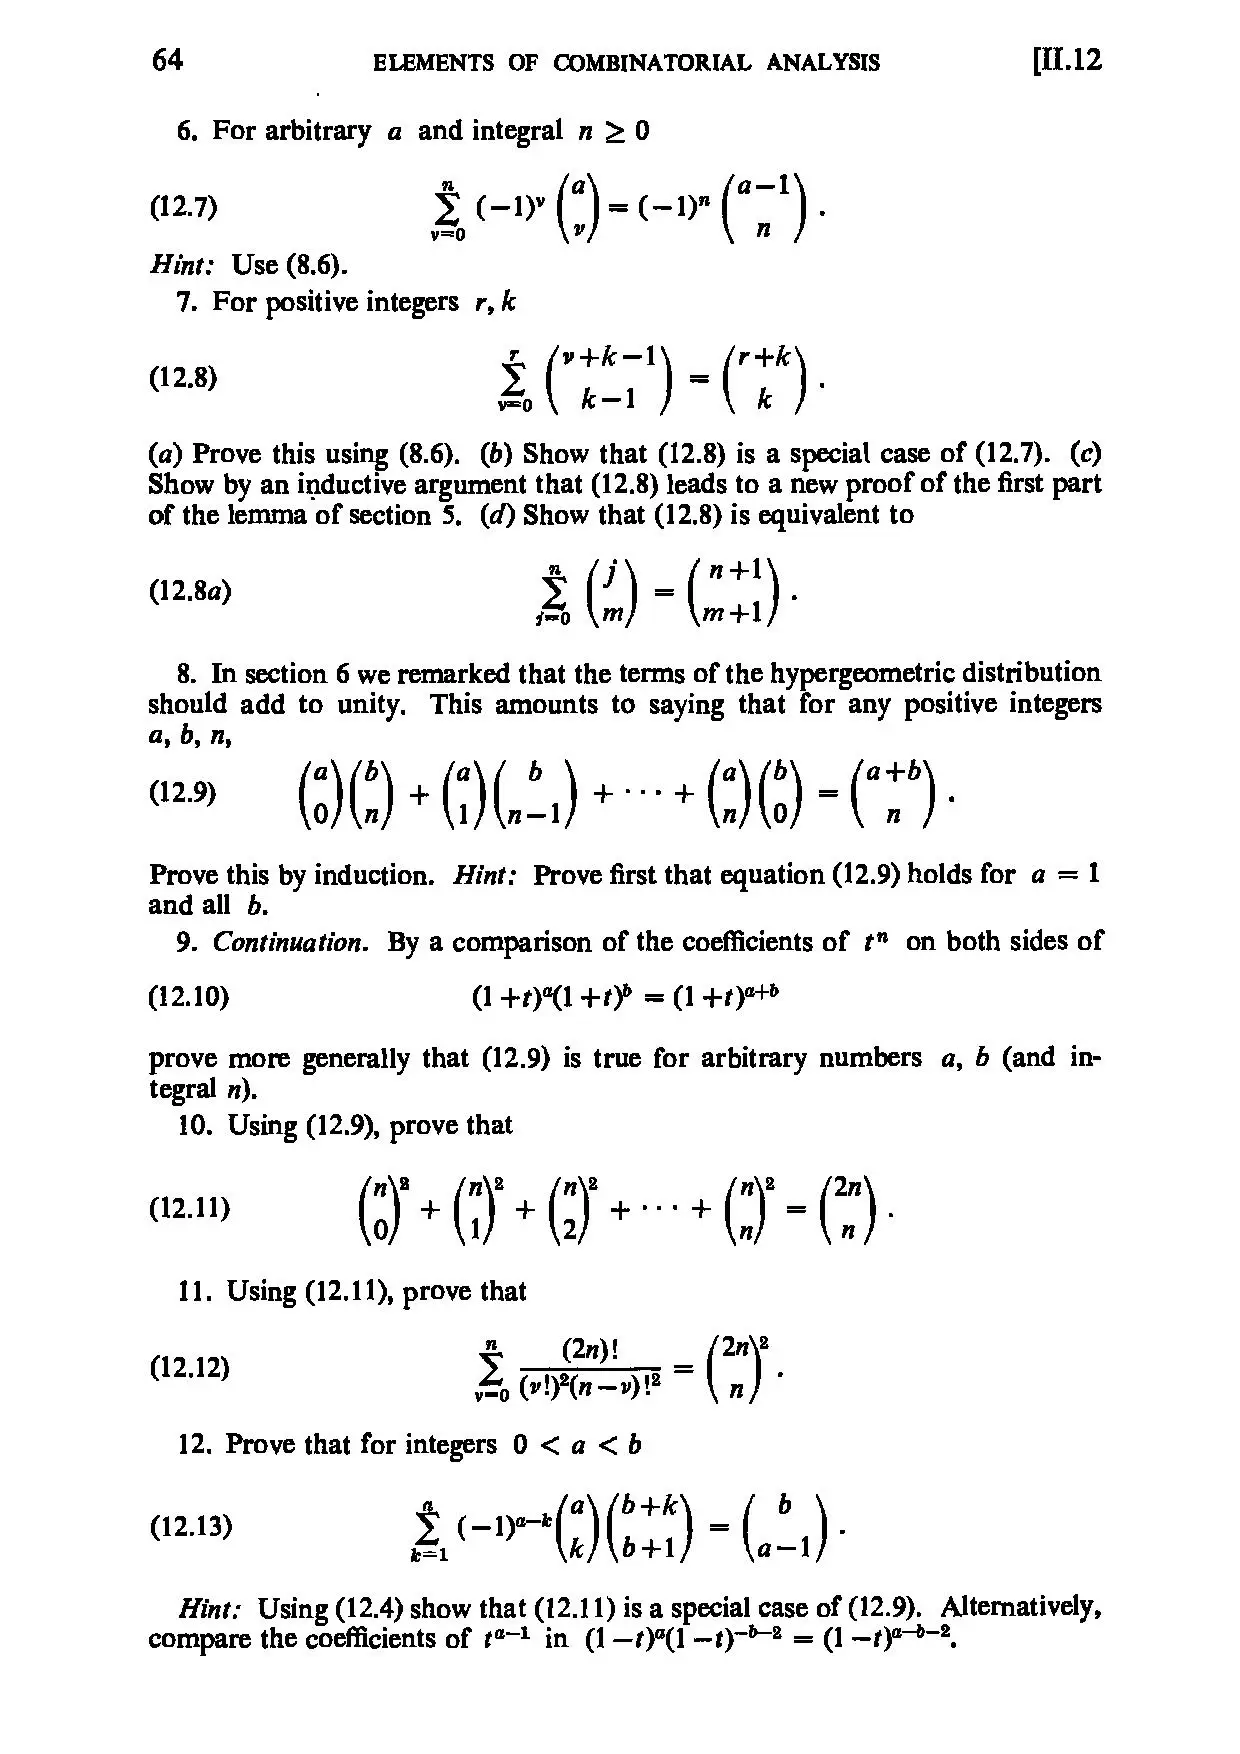 64 ELEMENTS OF COMBINATORIAL ANALYSIS [II.12
6. For arbitrary a and integral n ≥ 0
(12.7) \sum_{ν=0}^{n} (−1)^ν \binom{a}{ν} = (−1)^n \binom{a−1}{n}.
Hint: Use (8.6).
7. For positive integers r, k
(12.8) \sum_{ν=0}^{r} \binom{ν+k−1}{k−1} = \binom{r+k}{k}.
(a) Prove this using (8.6). (b) Show that (12.8) is a special case of (12.7). (c)
Show by an inductive argument that (12.8) leads to a new proof of the first part
of the lemma of section 5. (d) Show that (12.8) is equivalent to
(12.8a) \sum_{j=0}^{n} \binom{j}{m} = \binom{n+1}{m+1}.
8. In section 6 we remarked that the terms of the hypergeometric distribution
should add to unity. This amounts to saying that for any positive integers
a, b, n,
(12.9) \binom{a}{0}\binom{b}{n} + \binom{a}{1}\binom{b}{n−1} + ··· + \binom{a}{n}\binom{b}{0} = \binom{a+b}{n}.
Prove this by induction. Hint: Prove first that equation (12.9) holds for a = 1
and all b.
9. Continuation. By a comparison of the coefficients of t^n on both sides of
(12.10) (1+t)^a(1+t)^b = (1+t)^{a+b}
prove more generally that (12.9) is true for arbitrary numbers a, b (and in-
tegral n).
10. Using (12.9), prove that
(12.11) \binom{n}{0}^2 + \binom{n}{1}^2 + \binom{n}{2}^2 + ··· + \binom{n}{n}^2 = \binom{2n}{n}.
11. Using (12.11), prove that
(12.12) \sum_{ν=0}^{n} \frac{(2n)!}{(ν!)^2(n−ν)!^2} = \binom{2n}{n}^2.
12. Prove that for integers 0 < a < b
(12.13) \sum_{k=1}^{a} (−1)^{a−k}\binom{a}{k}\binom{b+k}{b+1} = \binom{b}{a−1}.
Hint: Using (12.4) show that (12.11) is a special case of (12.9). Alternatively,
compare the coefficients of t^{a−1} in (1−t)^a(1−t)^{−b−2} = (1−t)^{a−b−2}.